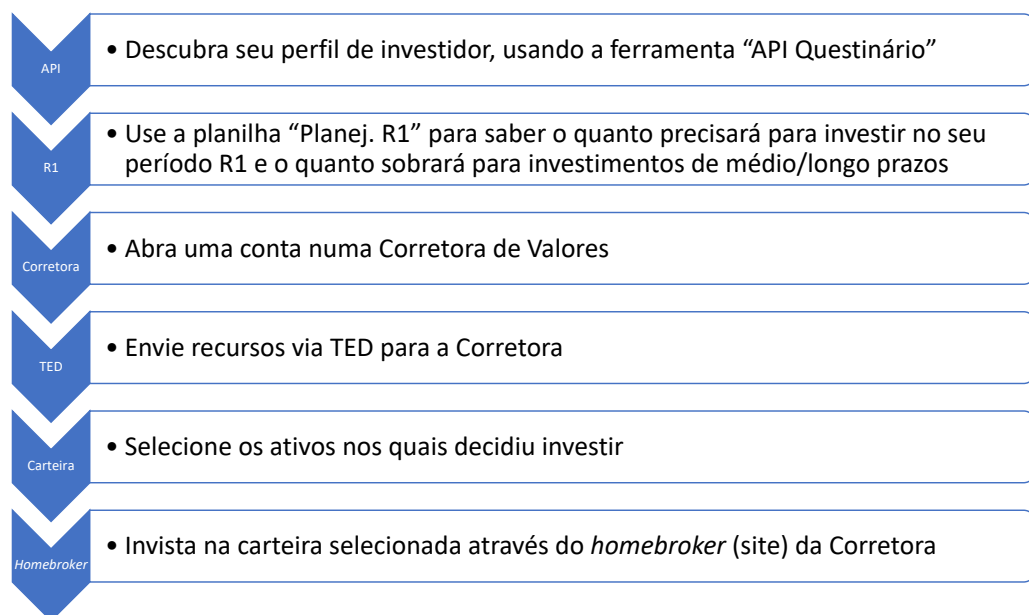 API
• Descubra seu perfil de investidor, usando a ferramenta “API Questinário”
R1
• Use a planilha “Planej. R1” para saber o quanto precisará para investir no seu
período R1 e o quanto sobrará para investimentos de médio/longo prazos
Corretora
• Abra uma conta numa Corretora de Valores
TED
• Envie recursos via TED para a Corretora
Carteira
• Selecione os ativos nos quais decidiu investir
Homebroker
• Invista na carteira selecionada através do homebroker (site) da Corretora